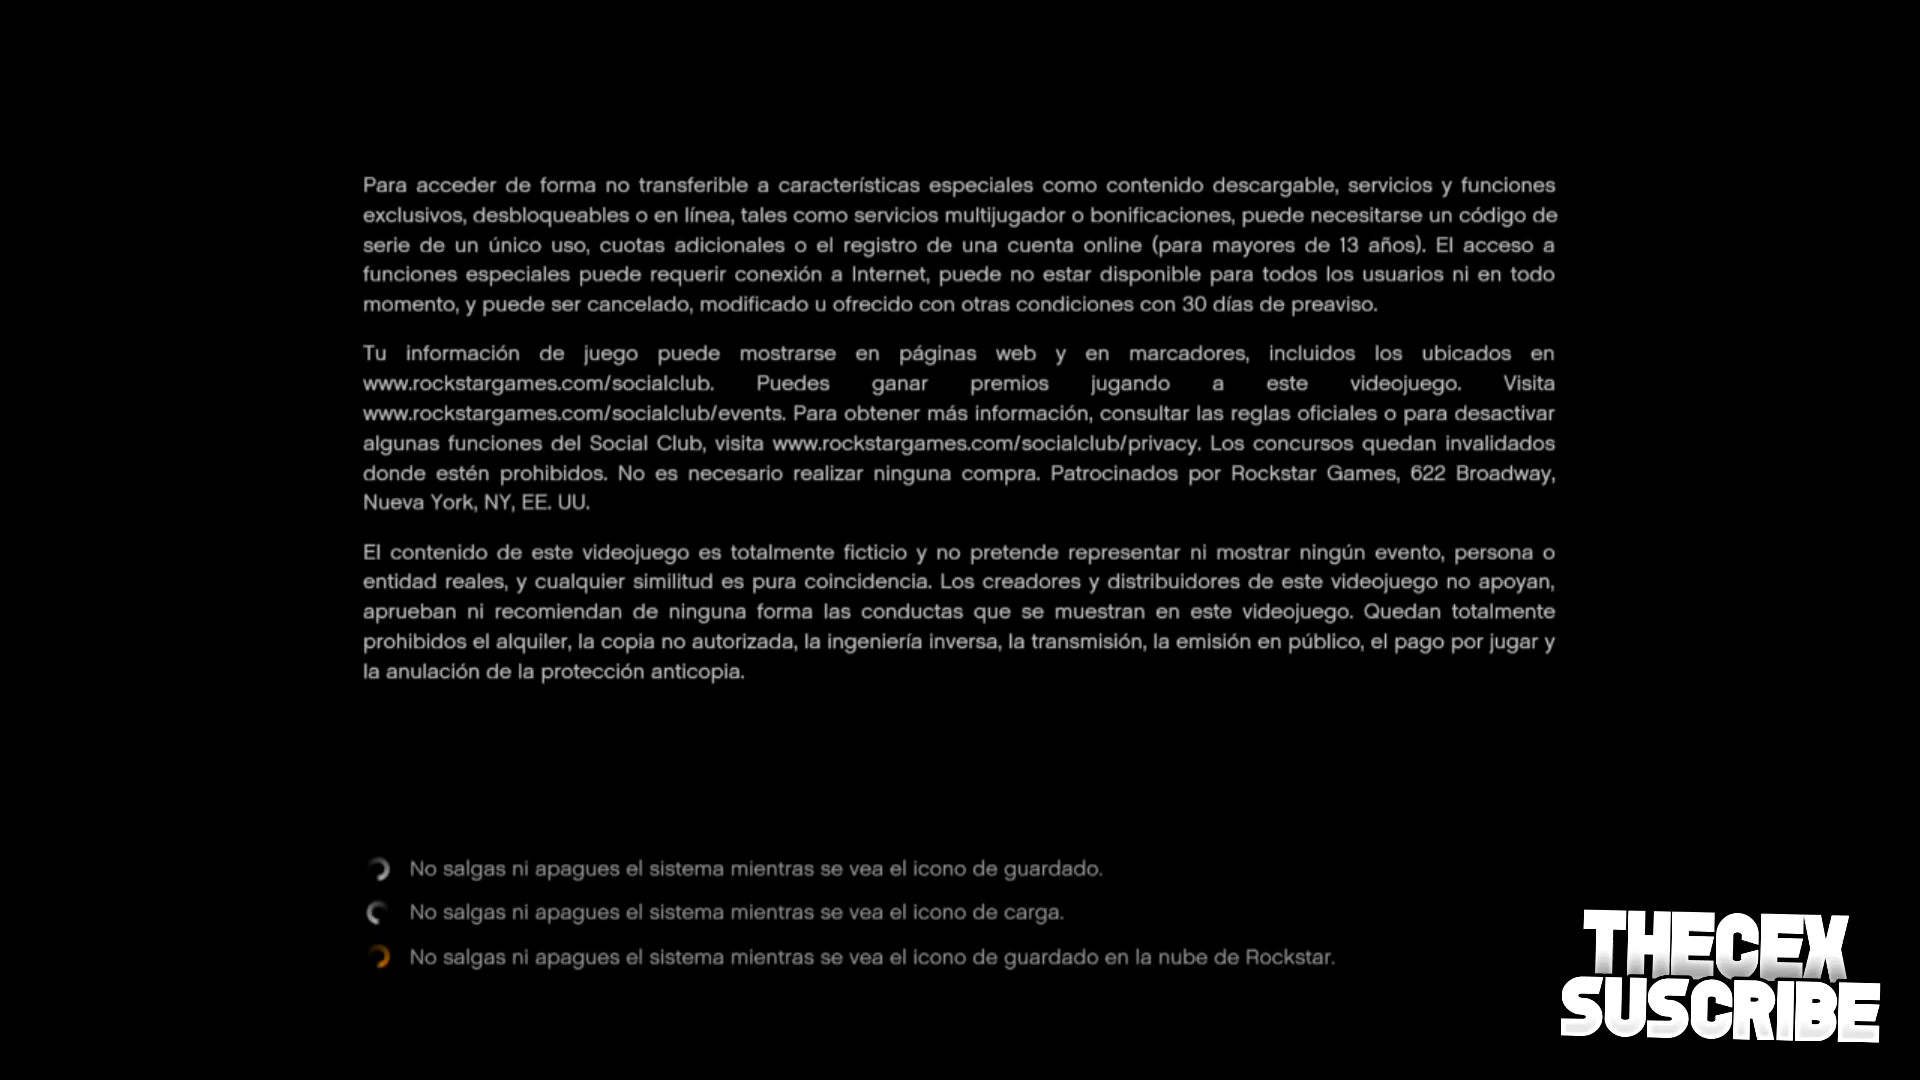 Para acceder de forma no transferible a características especiales como contenido descargable, servicios y funciones
exclusivos, desbloqueables o en línea, tales como servicios multijugador o bonificaciones, puede necesitarse un código de
serie de un único uso, cuotas adicionales o el registro de una cuenta online (para mayores de 13 años). El acceso a
funciones especiales puede requerir conexión a Internet, puede no estar disponible para todos los usuarios ni en todo
momento, y puede ser cancelado, modificado u ofrecido con otras condiciones con 30 días de preaviso.
Tu información de juego puede mostrarse en páginas web y en marcadores, incluidos los ubicados en
www.rockstargames.com/socialclub. Puedes ganar premios jugando a este videojuego. Visita
www.rockstargames.com/socialclub/events. Para obtener más información, consultar las reglas oficiales o para desactivar
algunas funciones del Social Club, visita www.rockstargames.com/socialclub/privacy. Los concursos quedan invalidados
donde estén prohibidos. No es necesario realizar ninguna compra. Patrocinados por Rockstar Games, 622 Broadway,
Nueva York, NY, EE. UU.
El contenido de este videojuego es totalmente ficticio y no pretende representar ni mostrar ningún evento, persona o
entidad reales, y cualquier similitud es pura coincidencia. Los creadores y distribuidores de este videojuego no apoyan,
aprueban ni recomiendan de ninguna forma las conductas que se muestran en este videojuego. Quedan totalmente
prohibidos el alquiler, la copia no autorizada, la ingeniería inversa, la transmisión, la emisión en público, el pago por jugar y
la anulación de la protección anticopia.
No salgas ni apagues el sistema mientras se vea el icono de guardado.
No salgas ni apagues el sistema mientras se vea el icono de carga.
No salgas ni apagues el sistema mientras se vea el icono de guardado en la nube de Rockstar.
THECEX
SUSCRIBE